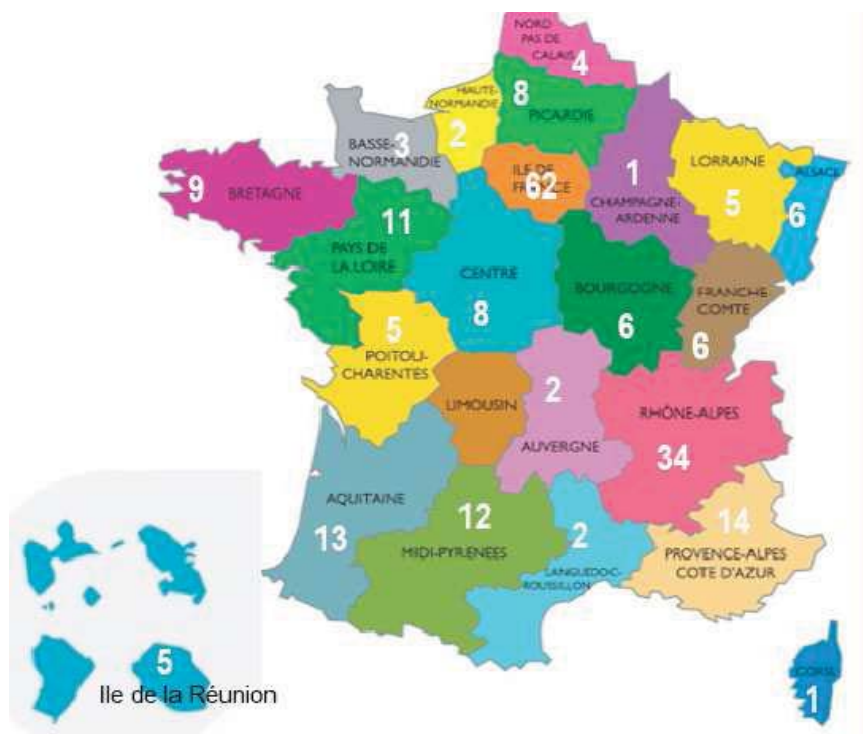 NORD
PAS DE
CALAIS
4
8
PICARDIE
HAUTE-
NORMANDIE
2
3
BASSE-
NORMANDIE
ILE DE
FRANCE
62
1
CHAMPAGNE-
ARDENNE
LORRAINE
5
ALSACE
6
9
BRETAGNE
11
PAYS DE
LA LOIRE
CENTRE
8
BOURGOGNE
6
FRANCHE
COMTE
6
5
POITOU-
CHARENTES
LIMOUSIN
2
AUVERGNE
RHÔNE-ALPES
34
AQUITAINE
13
12
MIDI-PYRENEES
2
LANGUEDOC-
ROUSSILLON
14
PROVENCE-ALPES
COTE D'AZUR
5
Ile de la Réunion
CORSE
1